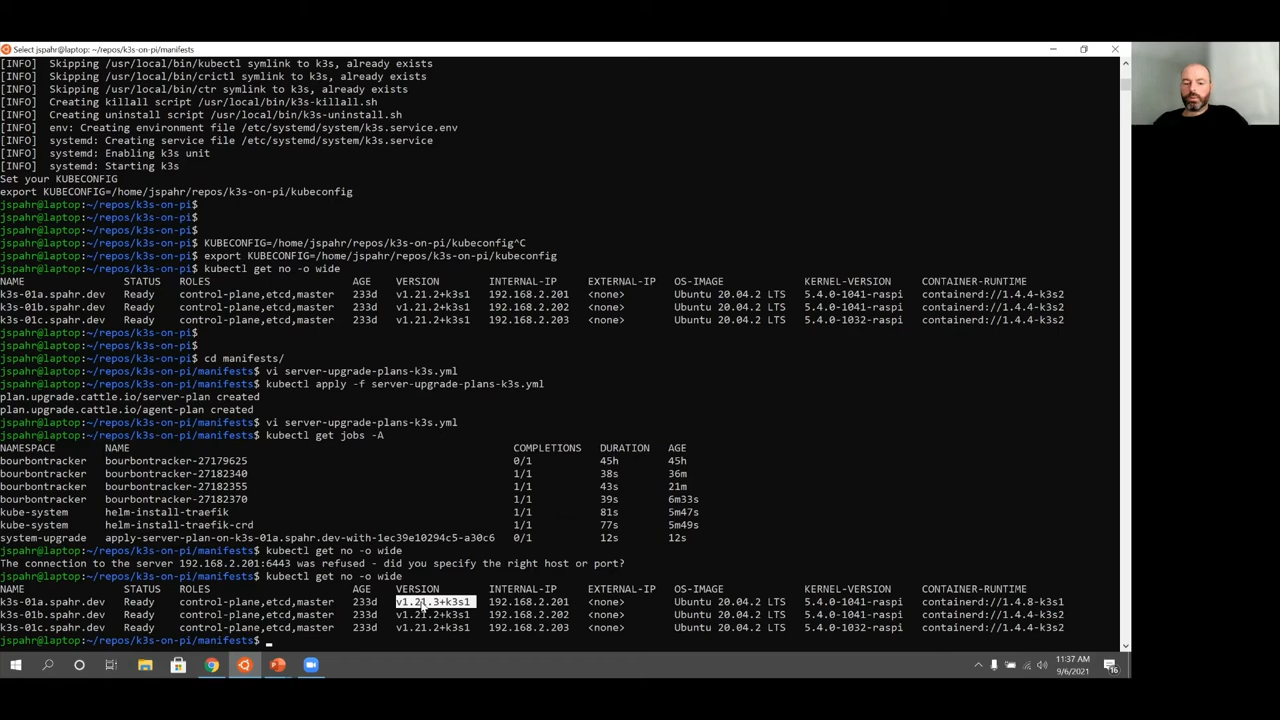 Select jspahr@laptop: ~/repos/k3s-on-pi/manifests
[INFO]  Skipping /usr/local/bin/kubectl symlink to k3s, already exists
[INFO]  Skipping /usr/local/bin/crictl symlink to k3s, already exists
[INFO]  Skipping /usr/local/bin/ctr symlink to k3s, already exists
[INFO]  Creating killall script /usr/local/bin/k3s-killall.sh
[INFO]  Creating uninstall script /usr/local/bin/k3s-uninstall.sh
[INFO]  env: Creating environment file /etc/systemd/system/k3s.service.env
[INFO]  systemd: Creating service file /etc/systemd/system/k3s.service
[INFO]  systemd: Enabling k3s unit
[INFO]  systemd: Starting k3s
Set your KUBECONFIG
export KUBECONFIG=/home/jspahr/repos/k3s-on-pi/kubeconfig
jspahr@laptop:~/repos/k3s-on-pi$
jspahr@laptop:~/repos/k3s-on-pi$
jspahr@laptop:~/repos/k3s-on-pi$
jspahr@laptop:~/repos/k3s-on-pi$ KUBECONFIG=/home/jspahr/repos/k3s-on-pi/kubeconfig^C
jspahr@laptop:~/repos/k3s-on-pi$ export KUBECONFIG=/home/jspahr/repos/k3s-on-pi/kubeconfig
jspahr@laptop:~/repos/k3s-on-pi$ kubectl get no -o wide
NAME STATUS ROLES AGE VERSION INTERNAL-IP EXTERNAL-IP OS-IMAGE KERNEL-VERSION CONTAINER-RUNTIME
k3s-01a.spahr.dev Ready control-plane,etcd,master 233d v1.21.2+k3s1 192.168.2.201 <none> Ubuntu 20.04.2 LTS 5.4.0-1041-raspi containerd://1.4.4-k3s2
k3s-01b.spahr.dev Ready control-plane,etcd,master 233d v1.21.2+k3s1 192.168.2.202 <none> Ubuntu 20.04.2 LTS 5.4.0-1041-raspi containerd://1.4.4-k3s2
k3s-01c.spahr.dev Ready control-plane,etcd,master 233d v1.21.2+k3s1 192.168.2.203 <none> Ubuntu 20.04.2 LTS 5.4.0-1032-raspi containerd://1.4.4-k3s2
jspahr@laptop:~/repos/k3s-on-pi$
jspahr@laptop:~/repos/k3s-on-pi$
jspahr@laptop:~/repos/k3s-on-pi$ cd manifests/
jspahr@laptop:~/repos/k3s-on-pi/manifests$ vi server-upgrade-plans-k3s.yml
jspahr@laptop:~/repos/k3s-on-pi/manifests$ kubectl apply -f server-upgrade-plans-k3s.yml
plan.upgrade.cattle.io/server-plan created
plan.upgrade.cattle.io/agent-plan created
jspahr@laptop:~/repos/k3s-on-pi/manifests$ vi server-upgrade-plans-k3s.yml
jspahr@laptop:~/repos/k3s-on-pi/manifests$ kubectl get jobs -A
NAMESPACE NAME COMPLETIONS DURATION AGE
bourbontracker bourbontracker-27179625 0/1 45h 45h
bourbontracker bourbontracker-27182340 1/1 38s 36m
bourbontracker bourbontracker-27182355 1/1 43s 21m
bourbontracker bourbontracker-27182370 1/1 39s 6m33s
kube-system helm-install-traefik 1/1 81s 5m47s
kube-system helm-install-traefik-crd 1/1 77s 5m49s
system-upgrade apply-server-plan-on-k3s-01a.spahr.dev-with-1ec39e10294c5-a30c6 0/1 12s 12s
jspahr@laptop:~/repos/k3s-on-pi/manifests$ kubectl get no -o wide
The connection to the server 192.168.2.201:6443 was refused - did you specify the right host or port?
jspahr@laptop:~/repos/k3s-on-pi/manifests$ kubectl get no -o wide
NAME STATUS ROLES AGE VERSION INTERNAL-IP EXTERNAL-IP OS-IMAGE KERNEL-VERSION CONTAINER-RUNTIME
k3s-01a.spahr.dev Ready control-plane,etcd,master 233d v1.21.3+k3s1 192.168.2.201 <none> Ubuntu 20.04.2 LTS 5.4.0-1041-raspi containerd://1.4.8-k3s1
k3s-01b.spahr.dev Ready control-plane,etcd,master 233d v1.21.2+k3s1 192.168.2.202 <none> Ubuntu 20.04.2 LTS 5.4.0-1041-raspi containerd://1.4.4-k3s2
k3s-01c.spahr.dev Ready control-plane,etcd,master 233d v1.21.2+k3s1 192.168.2.203 <none> Ubuntu 20.04.2 LTS 5.4.0-1032-raspi containerd://1.4.4-k3s2
jspahr@laptop:~/repos/k3s-on-pi/manifests$
11:37 AM
9/6/2021
16